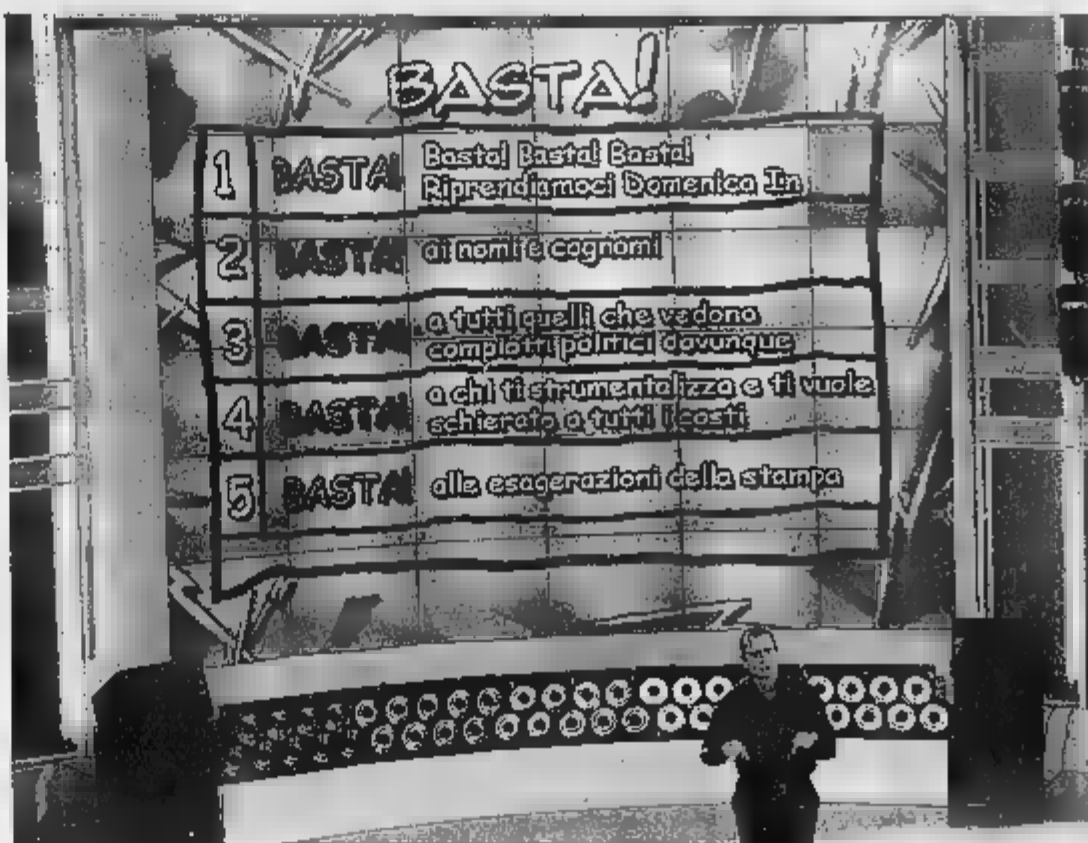 BASTA!
1 BASTA! Basta! Basta! Basta!
Riprendiamoci Domenica In
2 BASTA! ai nomi e cognomi
3 BASTA! a tutti quelli che vedono
complotti politici dovunque
4 BASTA! a chi ti strumentalizza e ti vuole
schierato a tutti i costi
5 BASTA! alle esagerazioni della stampa